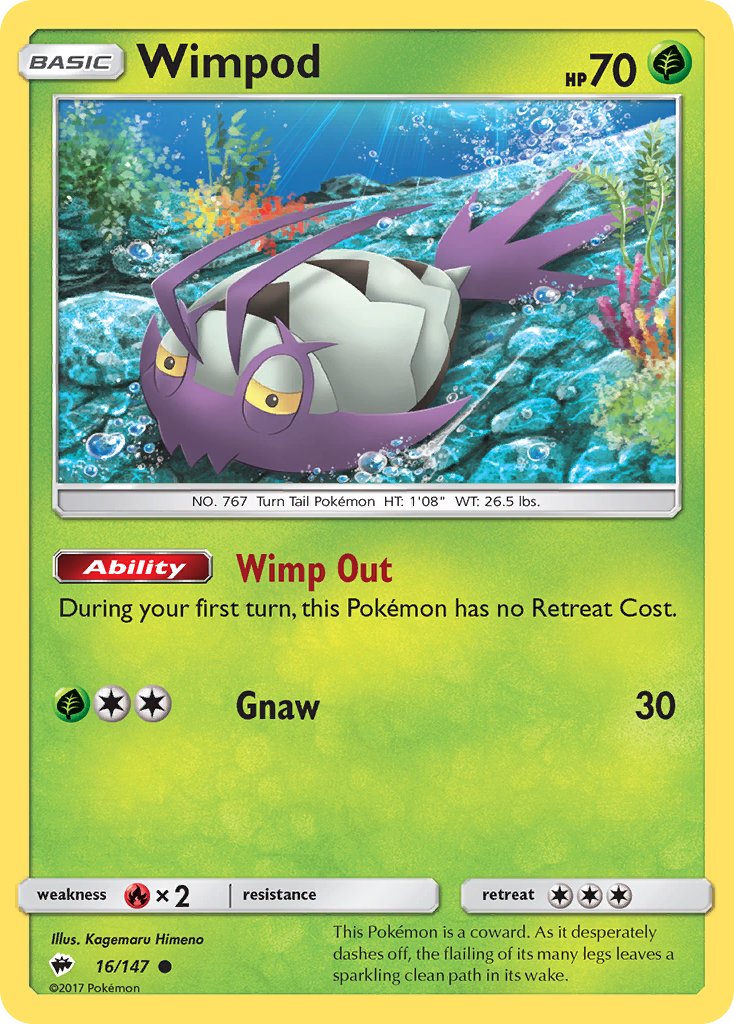 BASIC Wimpod HP 70
NO. 767 Turn Tail Pokémon HT: 1'08" WT: 26.5 lbs.
Ability Wimp Out
During your first turn, this Pokémon has no Retreat Cost.
Gnaw 30
weakness × 2 resistance retreat
Illus. Kagemaru Himeno
16/147
©2017 Pokémon
This Pokémon is a coward. As it desperately
dashes off, the flailing of its many legs leaves a
sparkling clean path in its wake.